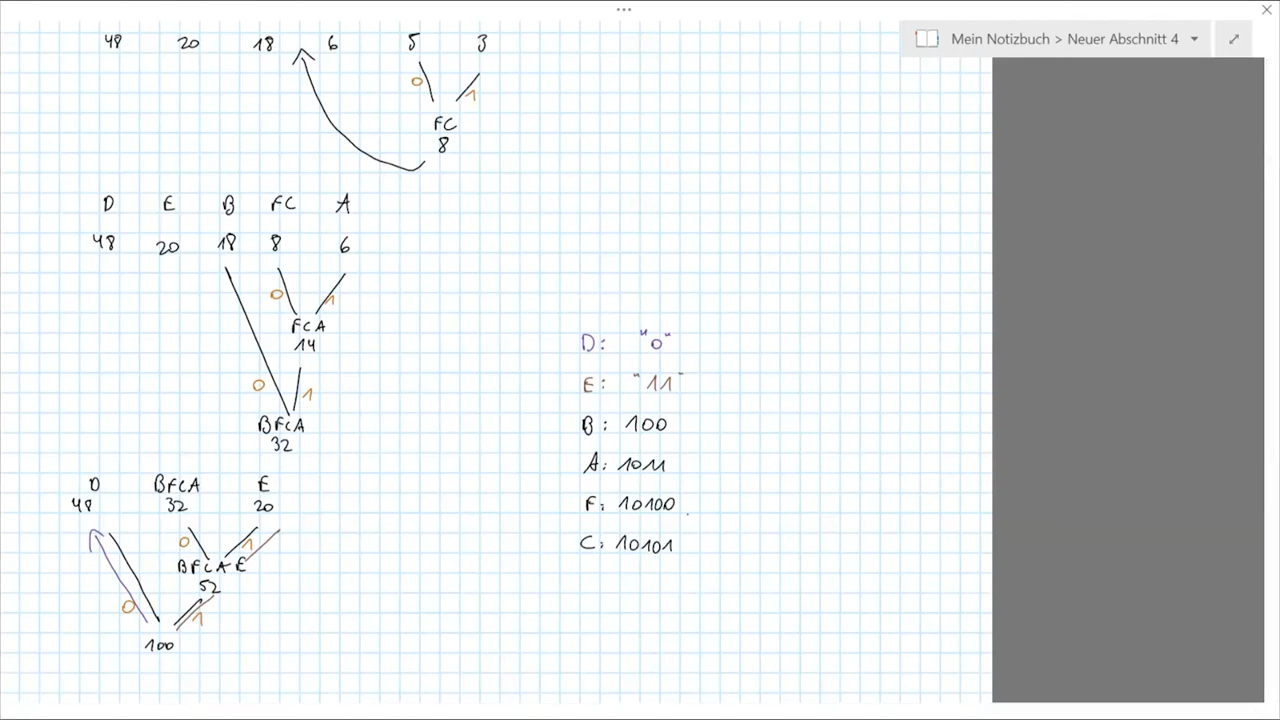 Mein Notizbuch > Neuer Abschnitt 4
48 20 18 6 5 3
0 1
FC
8
D E B FC A
48 20 18 8 6
0 1
FCA
14
0 1
BFCA
32
D BFCA E
48 32 20
0 1
BFCAE
52
0 1
100
D: "0"
E: "11"
B: 100
A: 1011
F: 10100
C: 10101